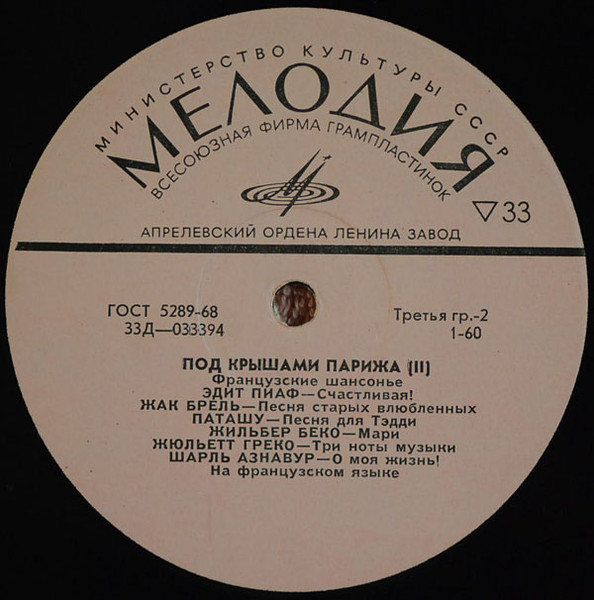 МИНИСТЕРСТВО КУЛЬТУРЫ СССР
МЕЛОДИЯ
ВСЕСОЮЗНАЯ ФИРМА ГРАМПЛАСТИНОК
▽33
АПРЕЛЕВСКИЙ ОРДЕНА ЛЕНИНА ЗАВОД
ГОСТ 5289-68
33Д—033394
Третья гр.-2
1-60
ПОД КРЫШАМИ ПАРИЖА (II)
Французские шансонье
ЭДИТ ПИАФ—Счастливая!
ЖАК БРЕЛЬ—Песня старых влюбленных
ПАТАШУ—Песня для Тэдди
ЖИЛЬБЕР БЕКО—Мари
ЖЮЛЬЕТТ ГРЕКО—Три ноты музыки
ШАРЛЬ АЗНАВУР—О моя жизнь!
На французском языке